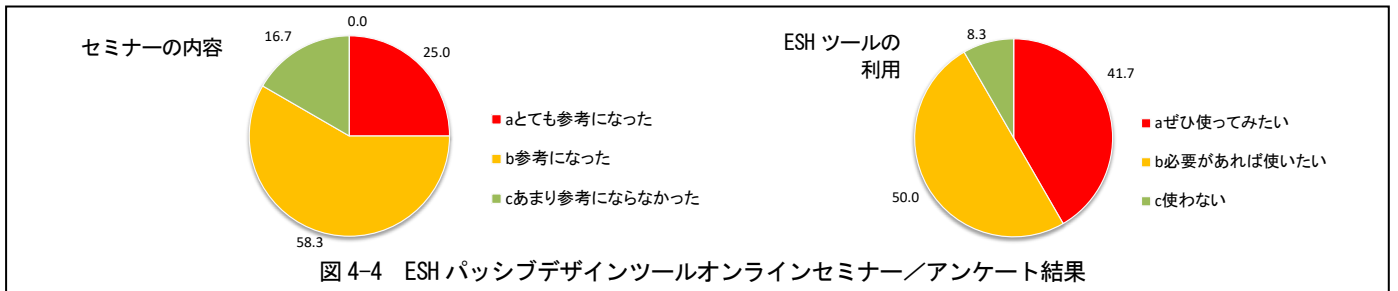 セミナーの内容
0.0
16.7
25.0
58.3
■ aとても参考になった
■ b参考になった
■ cあまり参考にならなかった
ESH ツールの
利用
8.3
41.7
50.0
■ aぜひ使ってみたい
■ b必要があれば使いたい
■ c使わない
図 4-4 ESH パッシブデザインツールオンラインセミナー／アンケート結果